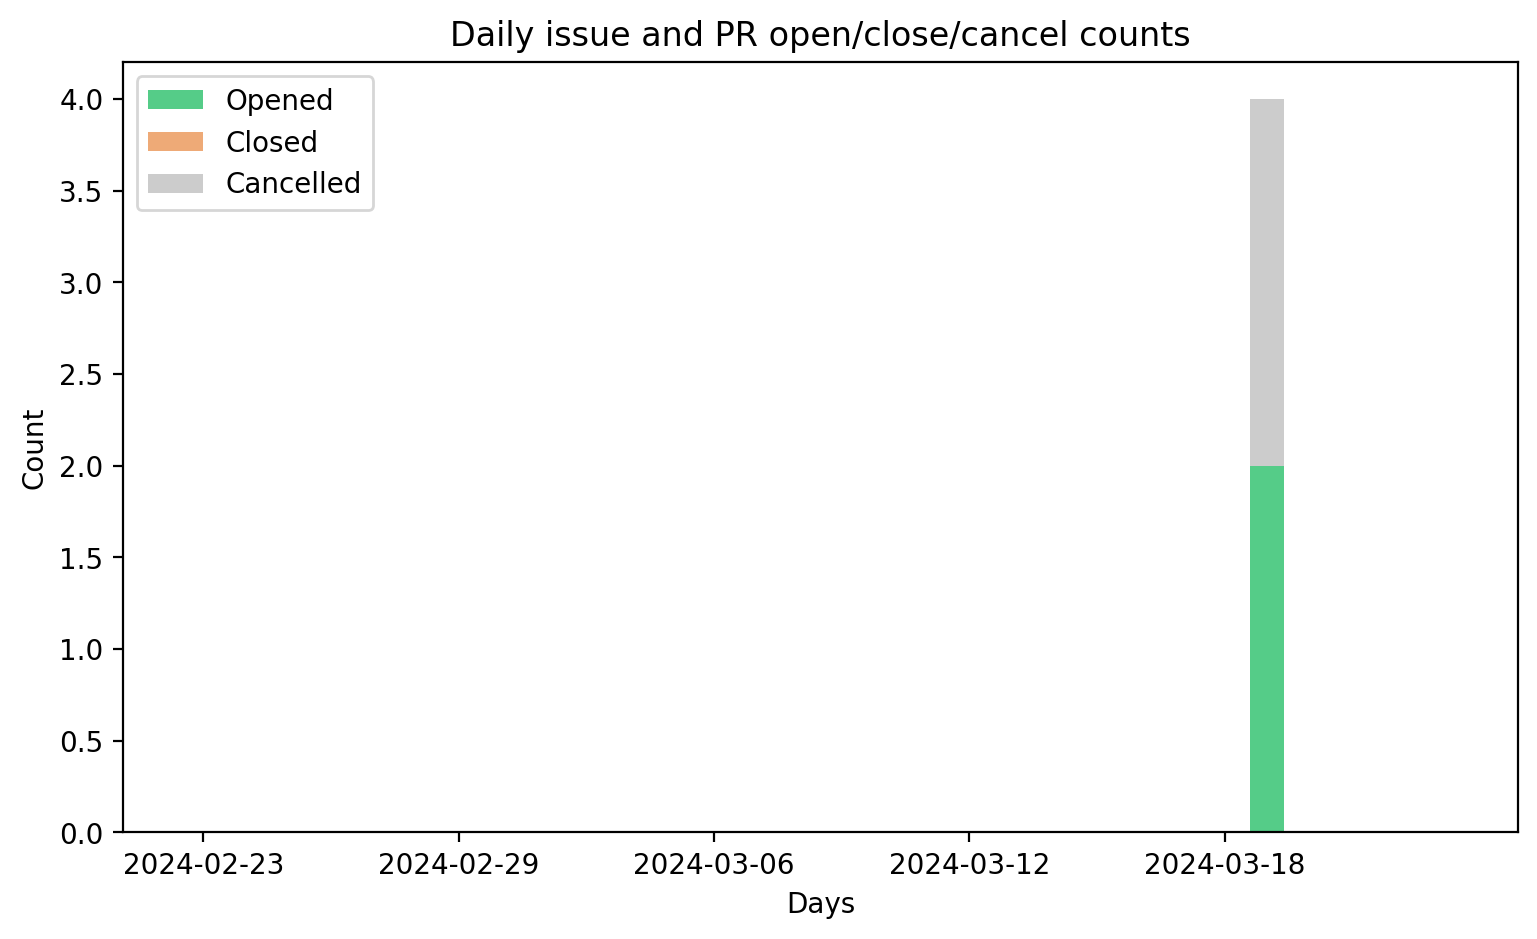 Daily issue and PR open/close/cancel counts
Opened
Closed
Cancelled
4.0
3.5
3.0
2.5
2.0
1.5
1.0
0.5
0.0
Count
2024-02-23 2024-02-29 2024-03-06 2024-03-12 2024-03-18
Days